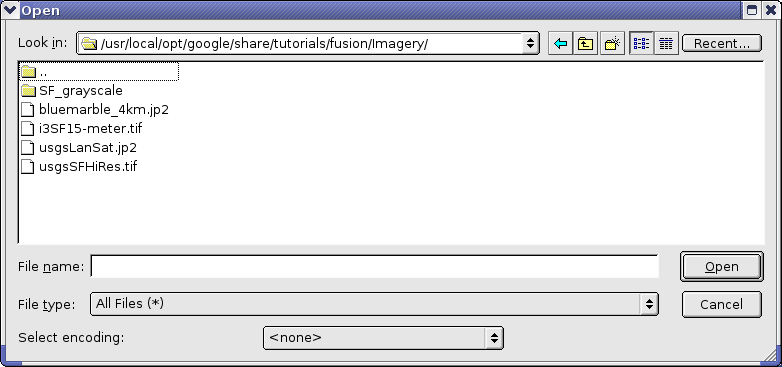 Open
Look in: /usr/local/opt/google/share/tutorials/fusion/Imagery/ Recent...
..
SF_grayscale
bluemarble_4km.jp2
i3SF15-meter.tif
usgsLanSat.jp2
usgsSFHiRes.tif
File name: Open
File type: All Files (*) Cancel
Select encoding: <none>